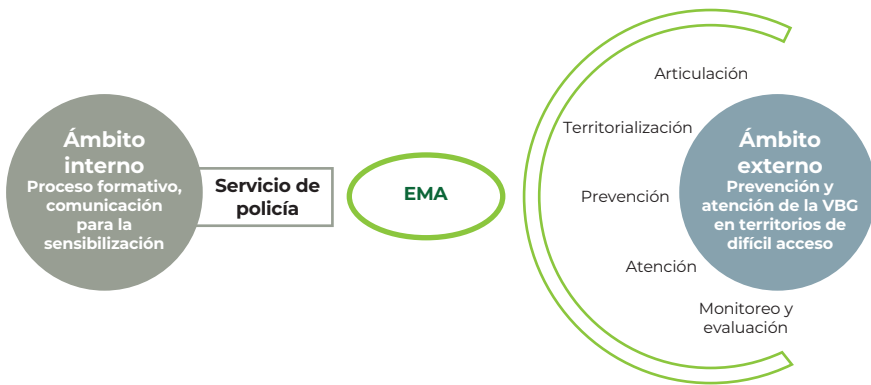 Ámbito
interno
Proceso formativo,
comunicación
para la
sensibilización
Servicio de
policía
EMA
Articulación
Territorialización
Prevención
Atención
Monitoreo y
evaluación
Ámbito
externo
Prevención y
atención de la VBG
en territorios de
difícil acceso